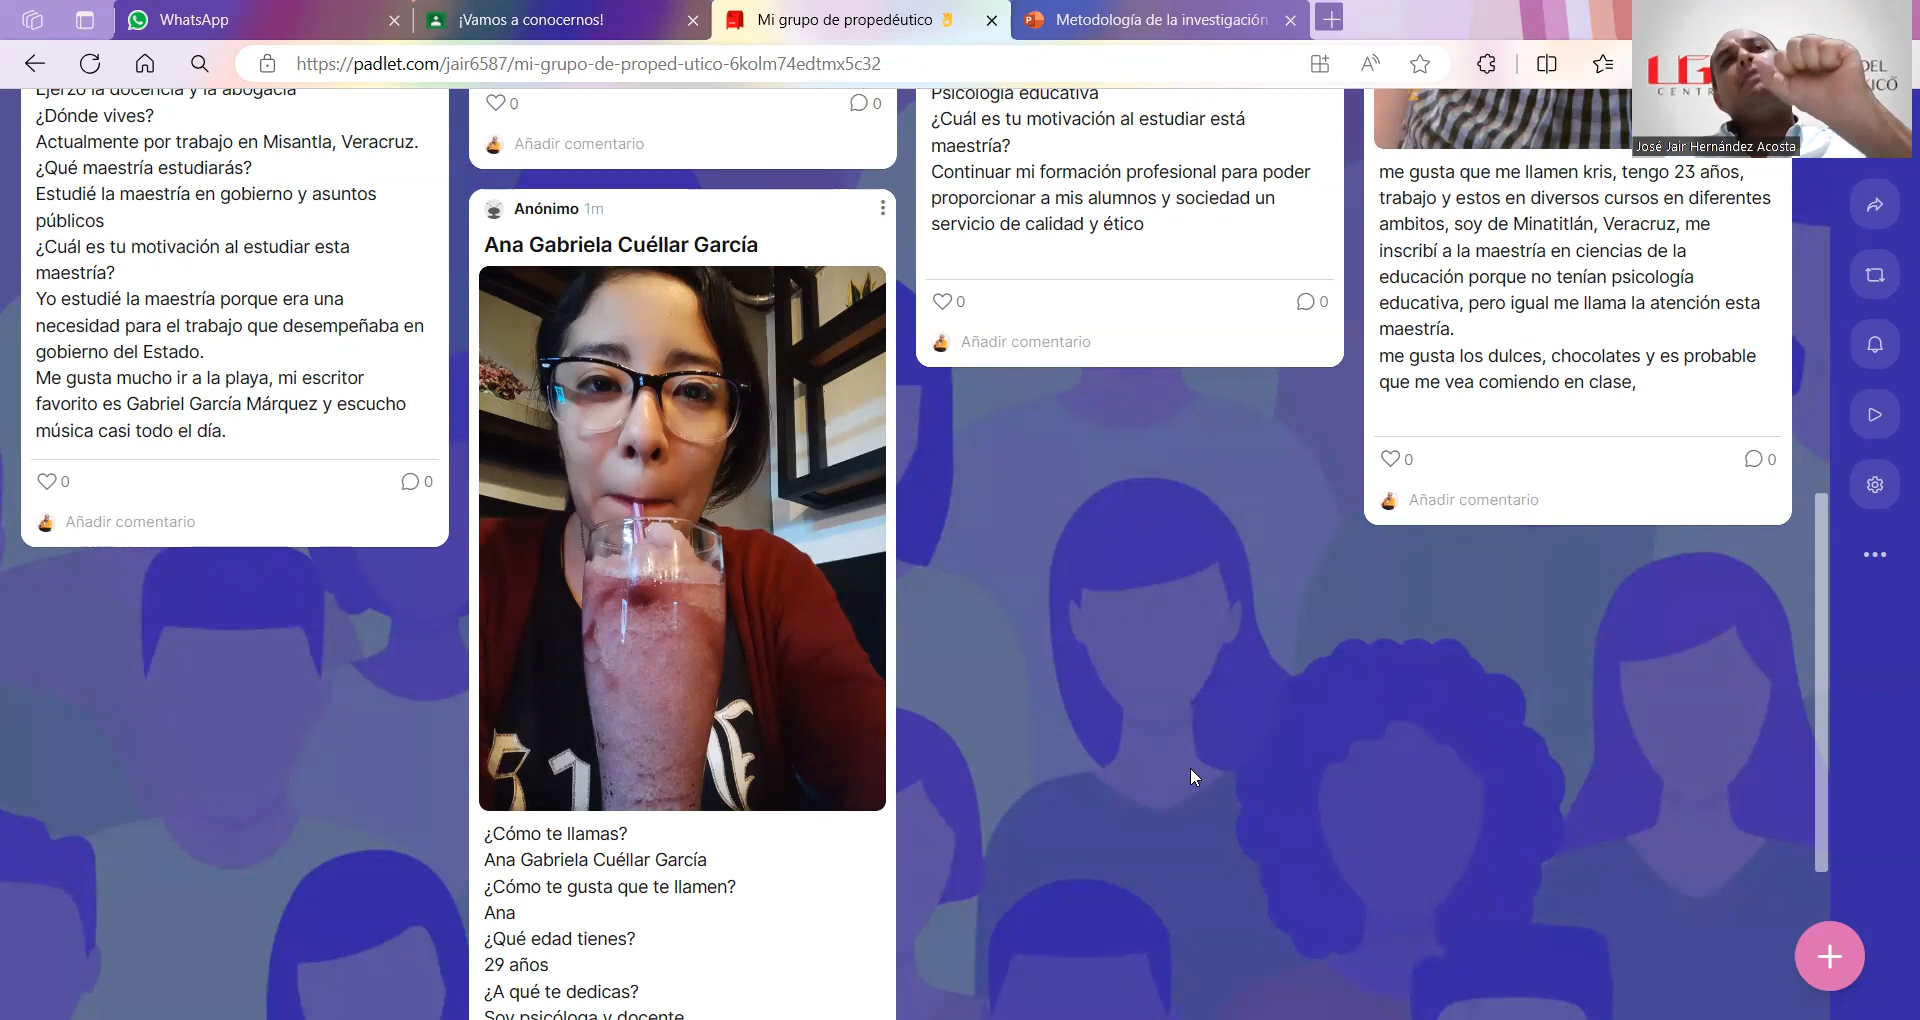 WhatsApp
¡Vamos a conocernos!
Mi grupo de propedéutico
Metodología de la investigación
https://padlet.com/jair6587/mi-grupo-de-proped-utico-6kolm74edtmx5c32
Ejerzo la docencia y la abogacía
¿Dónde vives?
Actualmente por trabajo en Misantla, Veracruz.
¿Qué maestría estudiarás?
Estudié la maestría en gobierno y asuntos
públicos
¿Cuál es tu motivación al estudiar esta
maestría?
Yo estudié la maestría porque era una
necesidad para el trabajo que desempeñaba en
gobierno del Estado.
Me gusta mucho ir a la playa, mi escritor
favorito es Gabriel García Márquez y escucho
música casi todo el día.
0
0
Añadir comentario
0
0
Añadir comentario
Anónimo 1m
Ana Gabriela Cuéllar García
¿Cómo te llamas?
Ana Gabriela Cuéllar García
¿Cómo te gusta que te llamen?
Ana
¿Qué edad tienes?
29 años
¿A qué te dedicas?
Soy psicóloga y docente
Psicología educativa
¿Cuál es tu motivación al estudiar está
maestría?
Continuar mi formación profesional para poder
proporcionar a mis alumnos y sociedad un
servicio de calidad y ético
0
0
Añadir comentario
me gusta que me llamen kris, tengo 23 años,
trabajo y estos en diversos cursos en diferentes
ambitos, soy de Minatitlán, Veracruz, me
inscribí a la maestría en ciencias de la
educación porque no tenían psicología
educativa, pero igual me llama la atención esta
maestría.
me gusta los dulces, chocolates y es probable
que me vea comiendo en clase,
0
0
Añadir comentario
DEL
CENTR
José Jair Hernández Acosta